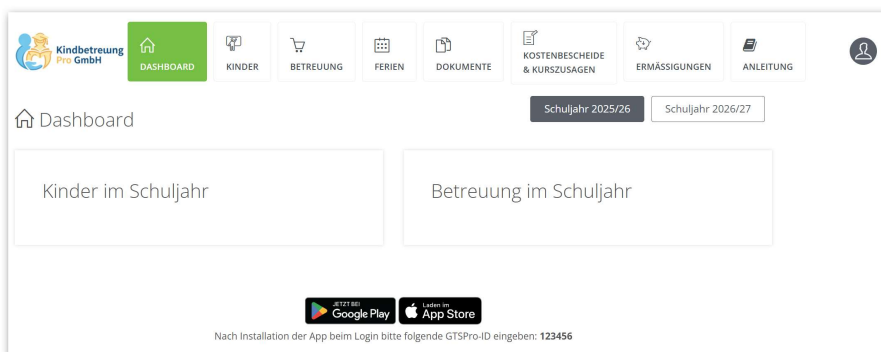 Kindbetreung
Pro GmbH
DASHBOARD
KINDER
BETREUUNG
FERIEN
DOKUMENTE
KOSTENBESCHEIDE
& KURZUSAGEN
ERMÄSSIGUNGEN
ANLEITUNG
Dashboard
Schuljahr 2025/26
Schuljahr 2026/27
Kinder im Schuljahr
Betreuung im Schuljahr
JETZT BEI
Google Play
Laden im
App Store
Nach Installation der App beim Login bitte folgende GTSPro-ID eingeben: 123456